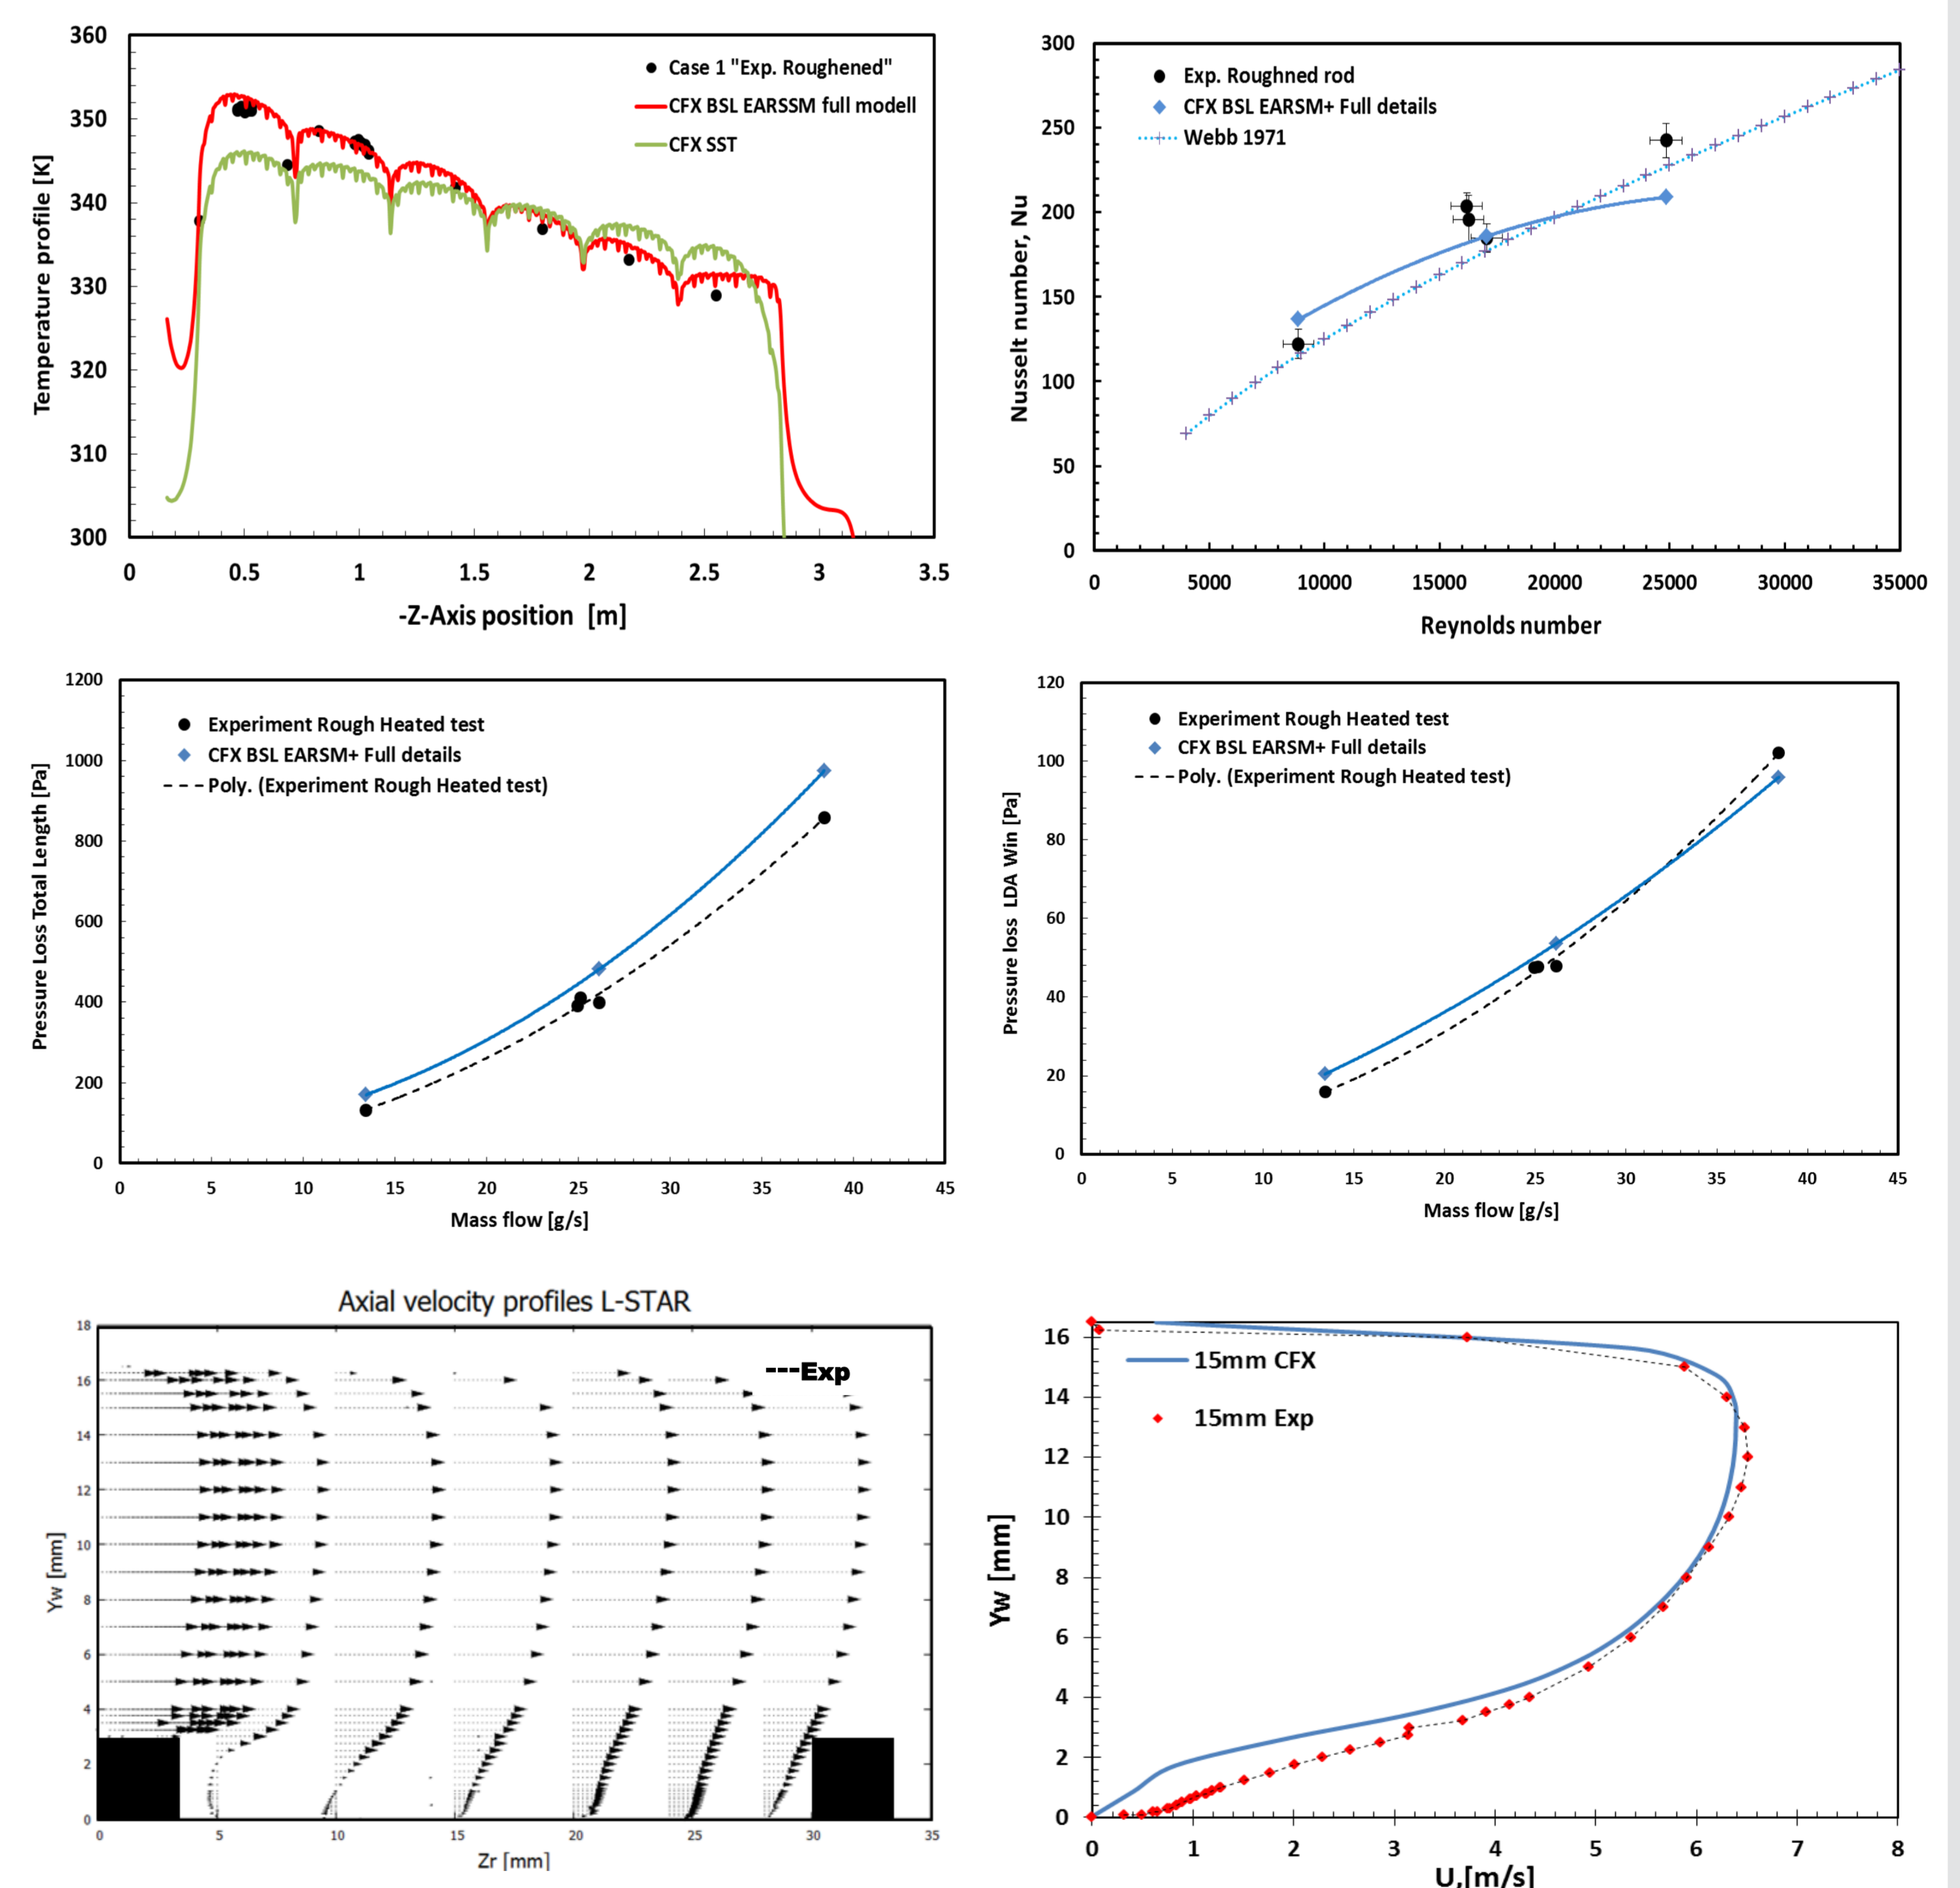 360
350
340
330
320
310
300
Temperature profile [K]
Case 1 "Exp. Roughened"
CFX BSL EARSSM full modell
CFX SST
0 0.5 1 1.5 2 2.5 3 3.5
-Z-Axis position [m]
300
250
200
150
100
50
0
Nusselt number, Nu
Exp. Roughned rod
CFX BSL EARSM+ Full details
Webb 1971
0 5000 10000 15000 20000 25000 30000 35000
Reynolds number
1200
1000
800
600
400
200
0
Pressure Loss Total Length [Pa]
Experiment Rough Heated test
CFX BSL EARSM+ Full details
Poly. (Experiment Rough Heated test)
0 5 10 15 20 25 30 35 40 45
Mass flow [g/s]
120
100
80
60
40
20
0
Pressure loss LDA Win [Pa]
Experiment Rough Heated test
CFX BSL EARSM+ Full details
Poly. (Experiment Rough Heated test)
0 5 10 15 20 25 30 35 40 45
Mass flow [g/s]
Axial velocity profiles L-STAR
18
16
14
12
10
8
6
4
2
0
Yw [mm]
---Exp
0 5 10 15 20 25 30 35
Zr [mm]
16
14
12
10
8
6
4
2
0
Yw [mm]
15mm CFX
15mm Exp
0 1 2 3 4 5 6 7 8
U,[m/s]